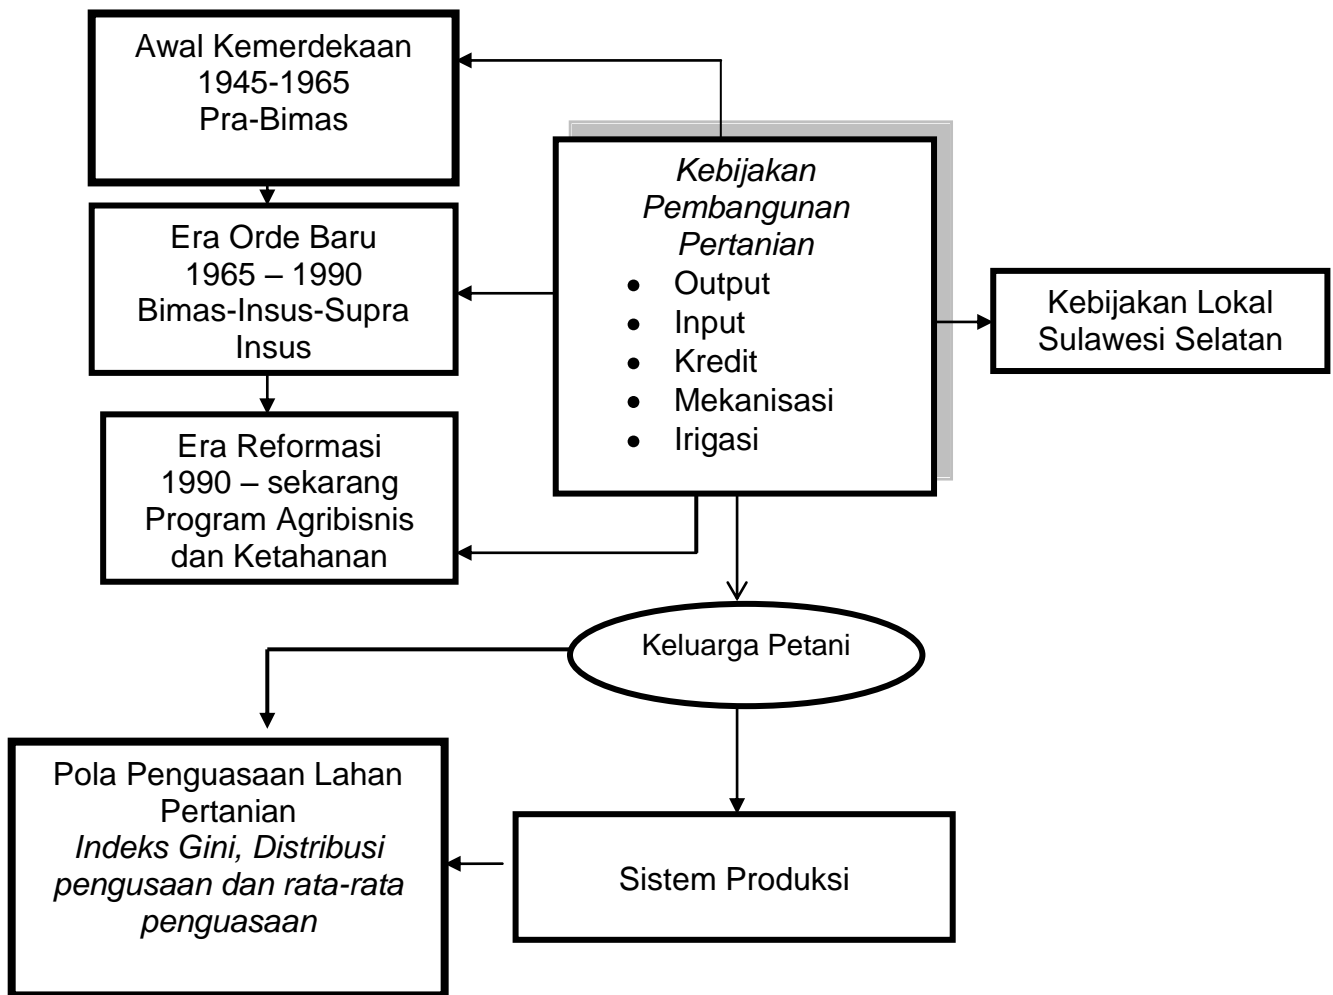 Awal Kemerdekaan
1945-1965
Pra-Bimas
Era Orde Baru
1965 – 1990
Bimas-Insus-Supra
Insus
Era Reformasi
1990 – sekarang
Program Agribisnis
dan Ketahanan
Kebijakan
Pembangunan
Pertanian
• Output
• Input
• Kredit
• Mekanisasi
• Irigasi
Kebijakan Lokal
Sulawesi Selatan
Keluarga Petani
Pola Penguasaan Lahan
Pertanian
Indeks Gini, Distribusi
pengusaan dan rata-rata
penguasaan
Sistem Produksi